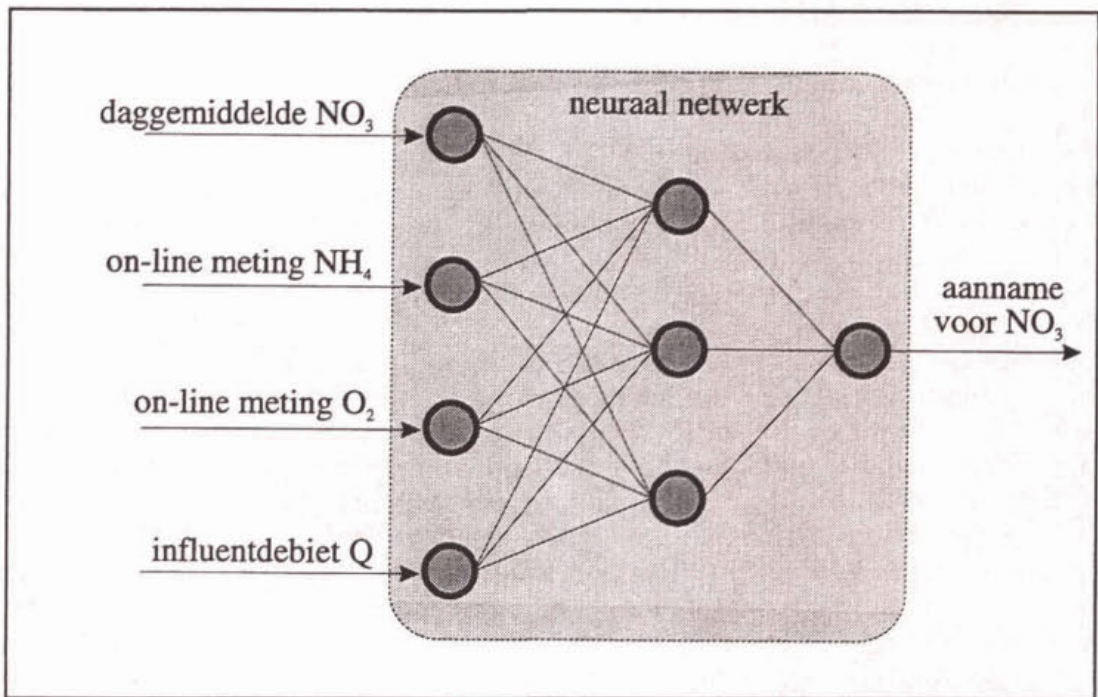 neuraal netwerk
daggemiddelde NO₃
on-line meting NH₄
on-line meting O₂
influentdebiet Q
aanname
voor NO₃